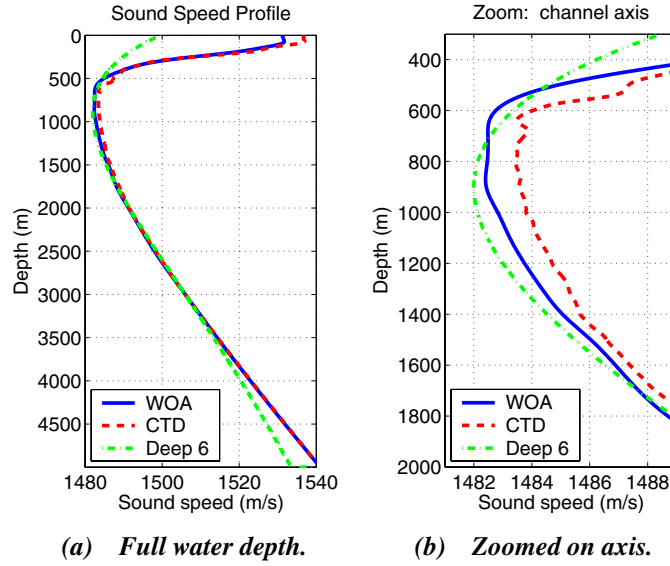 Sound Speed Profile
0
500
1000
1500
2000
2500
3000
3500
4000
4500
Depth (m)
WOA
CTD
Deep 6
1480 1500 1520 1540
Sound speed (m/s)
(a) Full water depth.
Zoom: channel axis
400
600
800
1000
1200
1400
1600
1800
2000
Depth (m)
WOA
CTD
Deep 6
1482 1484 1486 1488
Sound speed (m/s)
(b) Zoomed on axis.